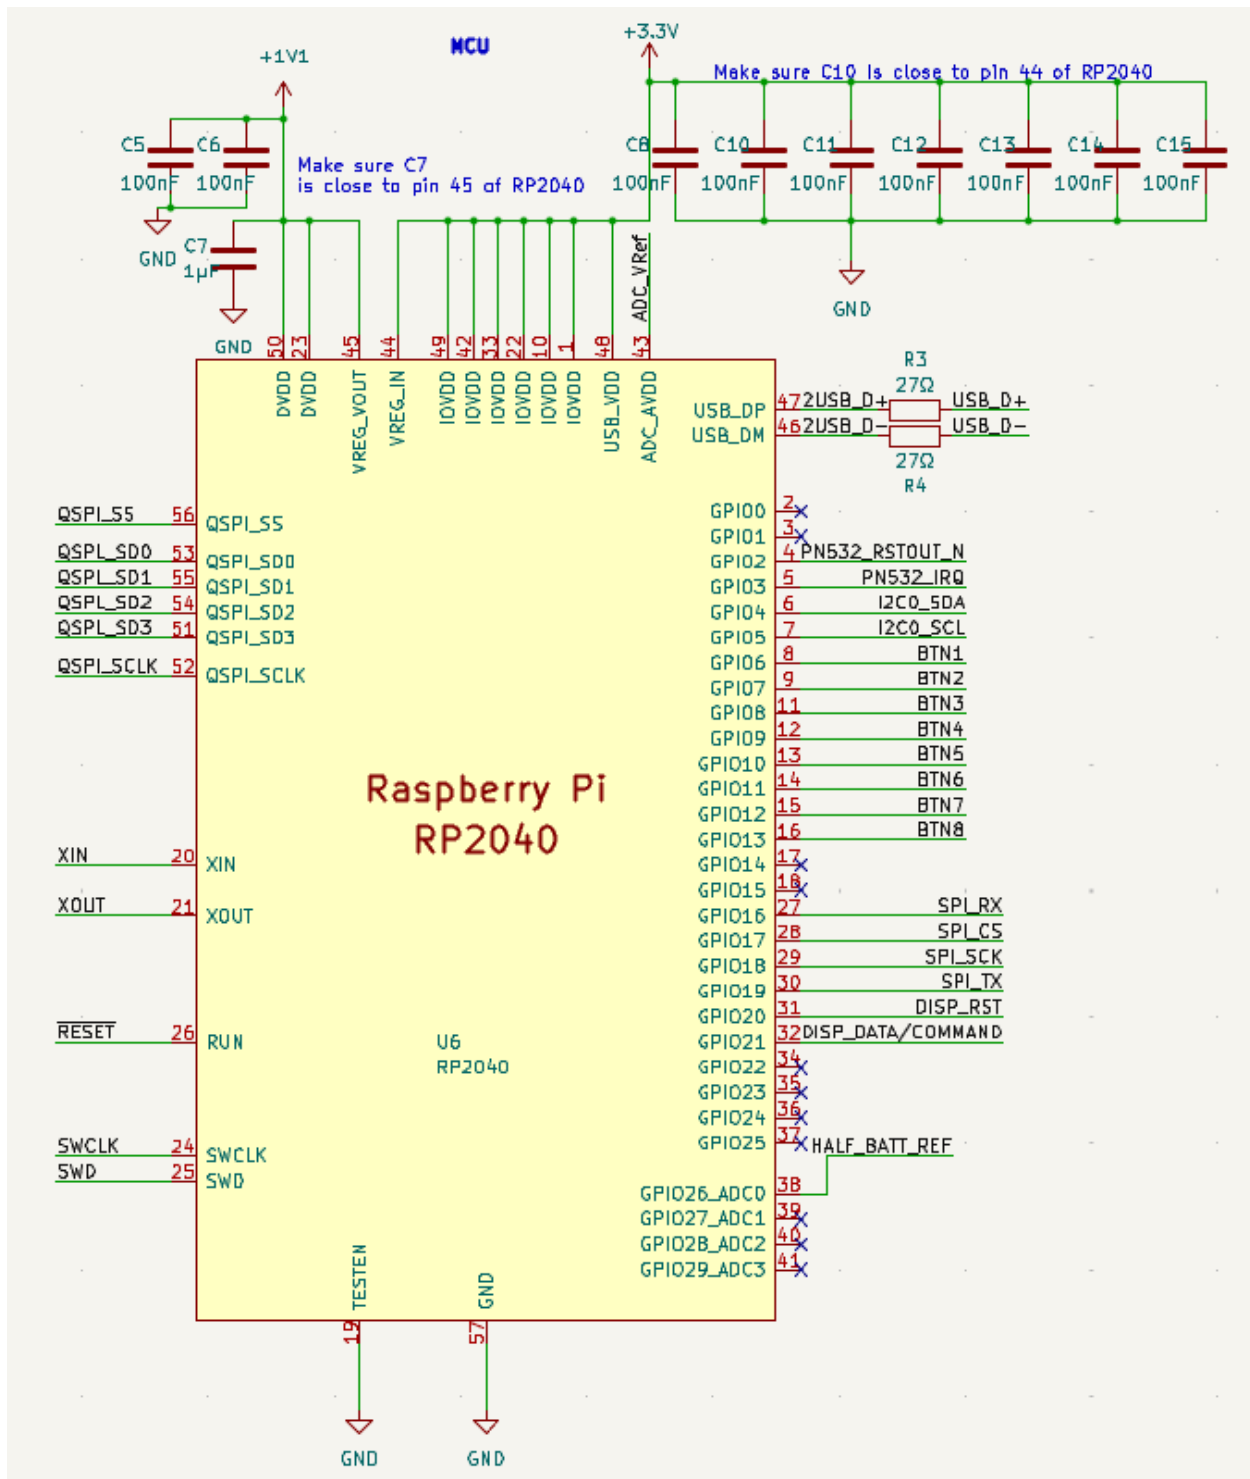 MCU
+1V1
+3.3V
Make sure C10 is close to pin 44 of RP2040
C5
100nF
C6
100nF
Make sure C7
is close to pin 45 of RP2040
C8
100nF
C10
100nF
C11
100nF
C12
100nF
C13
100nF
C14
100nF
C15
100nF
GND
C7
1µF
GND
GND
ADC_VRef
50
23
45
44
49
42
33
22
10
1
48
43
DVDD
DVDD
VREG_VOUT
VREG_IN
IOVDD
IOVDD
IOVDD
IOVDD
IOVDD
IOVDD
USB_VDD
ADC_AVDD
R3
27Ω
USB_DP 47 2USB_D+ USB_D+
USB_DM 46 2USB_D- USB_D-
27Ω
R4
QSPI_SS 56 QSPI_SS
QSPI_SD0 53 QSPI_SD0
QSPI_SD1 55 QSPI_SD1
QSPI_SD2 54 QSPI_SD2
QSPI_SD3 51 QSPI_SD3
QSPI_SCLK 52 QSPI_SCLK
XIN 20 XIN
XOUT 21 XOUT
RESET 26 RUN
SWCLK 24 SWCLK
SWD 25 SWD
Raspberry Pi
RP2040
U6
RP2040
GPIO0 2
GPIO1 3
GPIO2 4 PN532_RSTOUT_N
GPIO3 5 PN532_IRQ
GPIO4 6 I2C0_SDA
GPIO5 7 I2C0_SCL
GPIO6 8 BTN1
GPIO7 9 BTN2
GPIO8 11 BTN3
GPIO9 12 BTN4
GPIO10 13 BTN5
GPIO11 14 BTN6
GPIO12 15 BTN7
GPIO13 16 BTN8
GPIO14 17
GPIO15 18
GPIO16 27 SPI_RX
GPIO17 28 SPI_CS
GPIO18 29 SPI_SCK
GPIO19 30 SPI_TX
GPIO20 31 DISP_RST
GPIO21 32 DISP_DATA/COMMAND
GPIO22 34
GPIO23 35
GPIO24 36
GPIO25 37
HALF_BATT_REF
GPIO26_ADC0 38
GPIO27_ADC1 39
GPIO28_ADC2 40
GPIO29_ADC3 41
TESTEN
GND
19
57
GND
GND